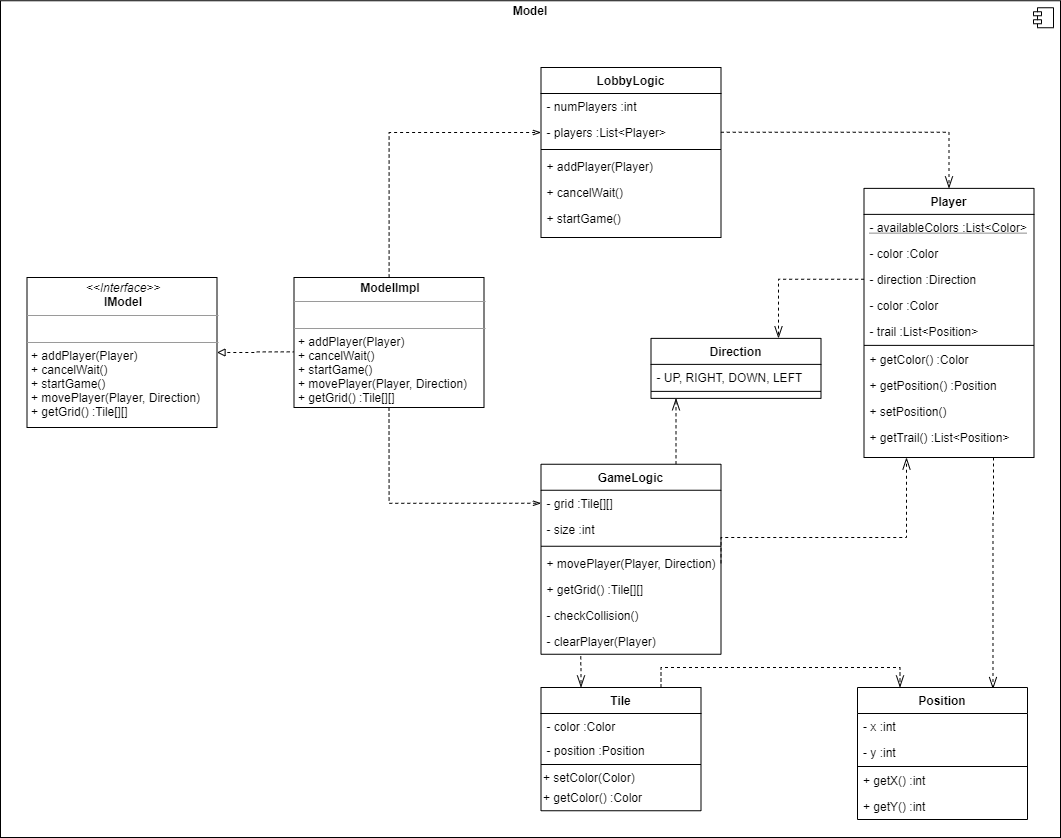 Model
LobbyLogic
- numPlayers :int
- players :List<Player>
+ addPlayer(Player)
+ cancelWait()
+ startGame()
Player
- availableColors :List<Color>
- color :Color
- direction :Direction
- color :Color
- trail :List<Position>
+ getColor() :Color
+ getPosition() :Position
+ setPosition()
+ getTrail() :List<Position>
<<Interface>>
IModel
+ addPlayer(Player)
+ cancelWait()
+ startGame()
+ movePlayer(Player, Direction)
+ getGrid() :Tile[][]
ModelImpl
+ addPlayer(Player)
+ cancelWait()
+ startGame()
+ movePlayer(Player, Direction)
+ getGrid() :Tile[][]
Direction
- UP, RIGHT, DOWN, LEFT
GameLogic
- grid :Tile[][]
- size :int
+ movePlayer(Player, Direction)
+ getGrid() :Tile[][]
- checkCollision()
- clearPlayer(Player)
Tile
- color :Color
- position :Position
+ setColor(Color)
+ getColor() :Color
Position
- x :int
- y :int
+ getX() :int
+ getY() :int